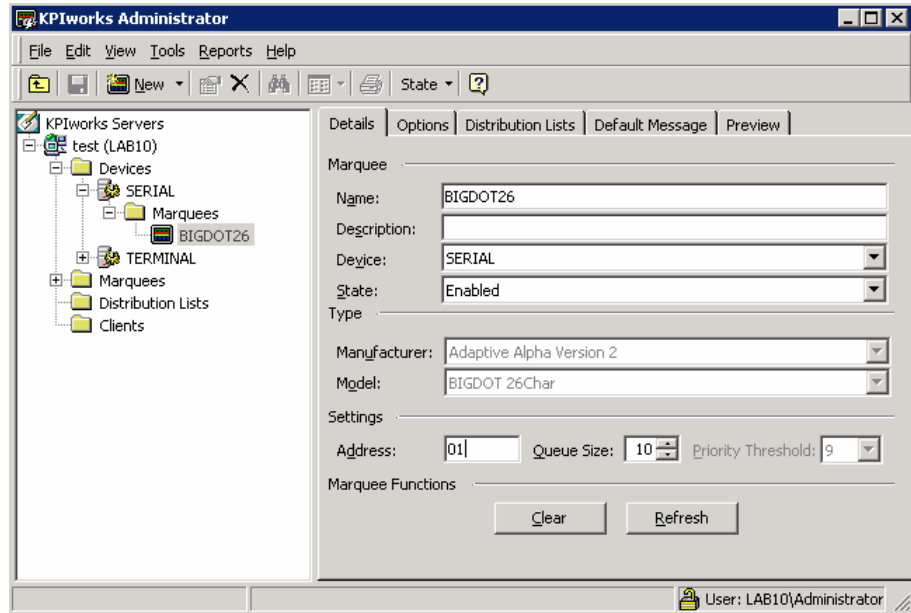 KPIworks Administrator
File Edit View Tools Reports Help
New State
KPIworks Servers
test (LAB10)
Devices
SERIAL
Marquees
BIGDOT26
TERMINAL
Marquees
Distribution Lists
Clients
Details Options Distribution Lists Default Message Preview
Marquee
Name: BIGDOT26
Description:
Device: SERIAL
State: Enabled
Type
Manufacturer: Adaptive Alpha Version 2
Model: BIGDOT 26Char
Settings
Address: 01 Queue Size: 10 Priority Threshold: 9
Marquee Functions
Clear Refresh
User: LAB10\Administrator